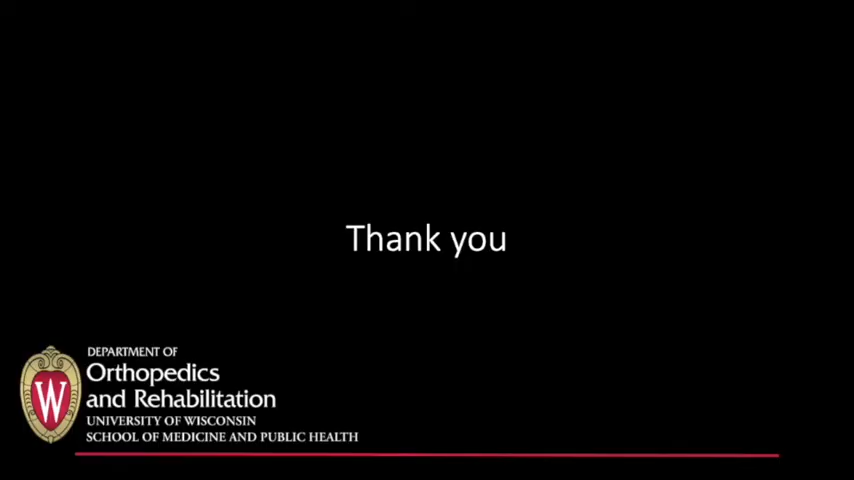 Thank you
DEPARTMENT OF
Orthopedics
and Rehabilitation
UNIVERSITY OF WISCONSIN
SCHOOL OF MEDICINE AND PUBLIC HEALTH
W